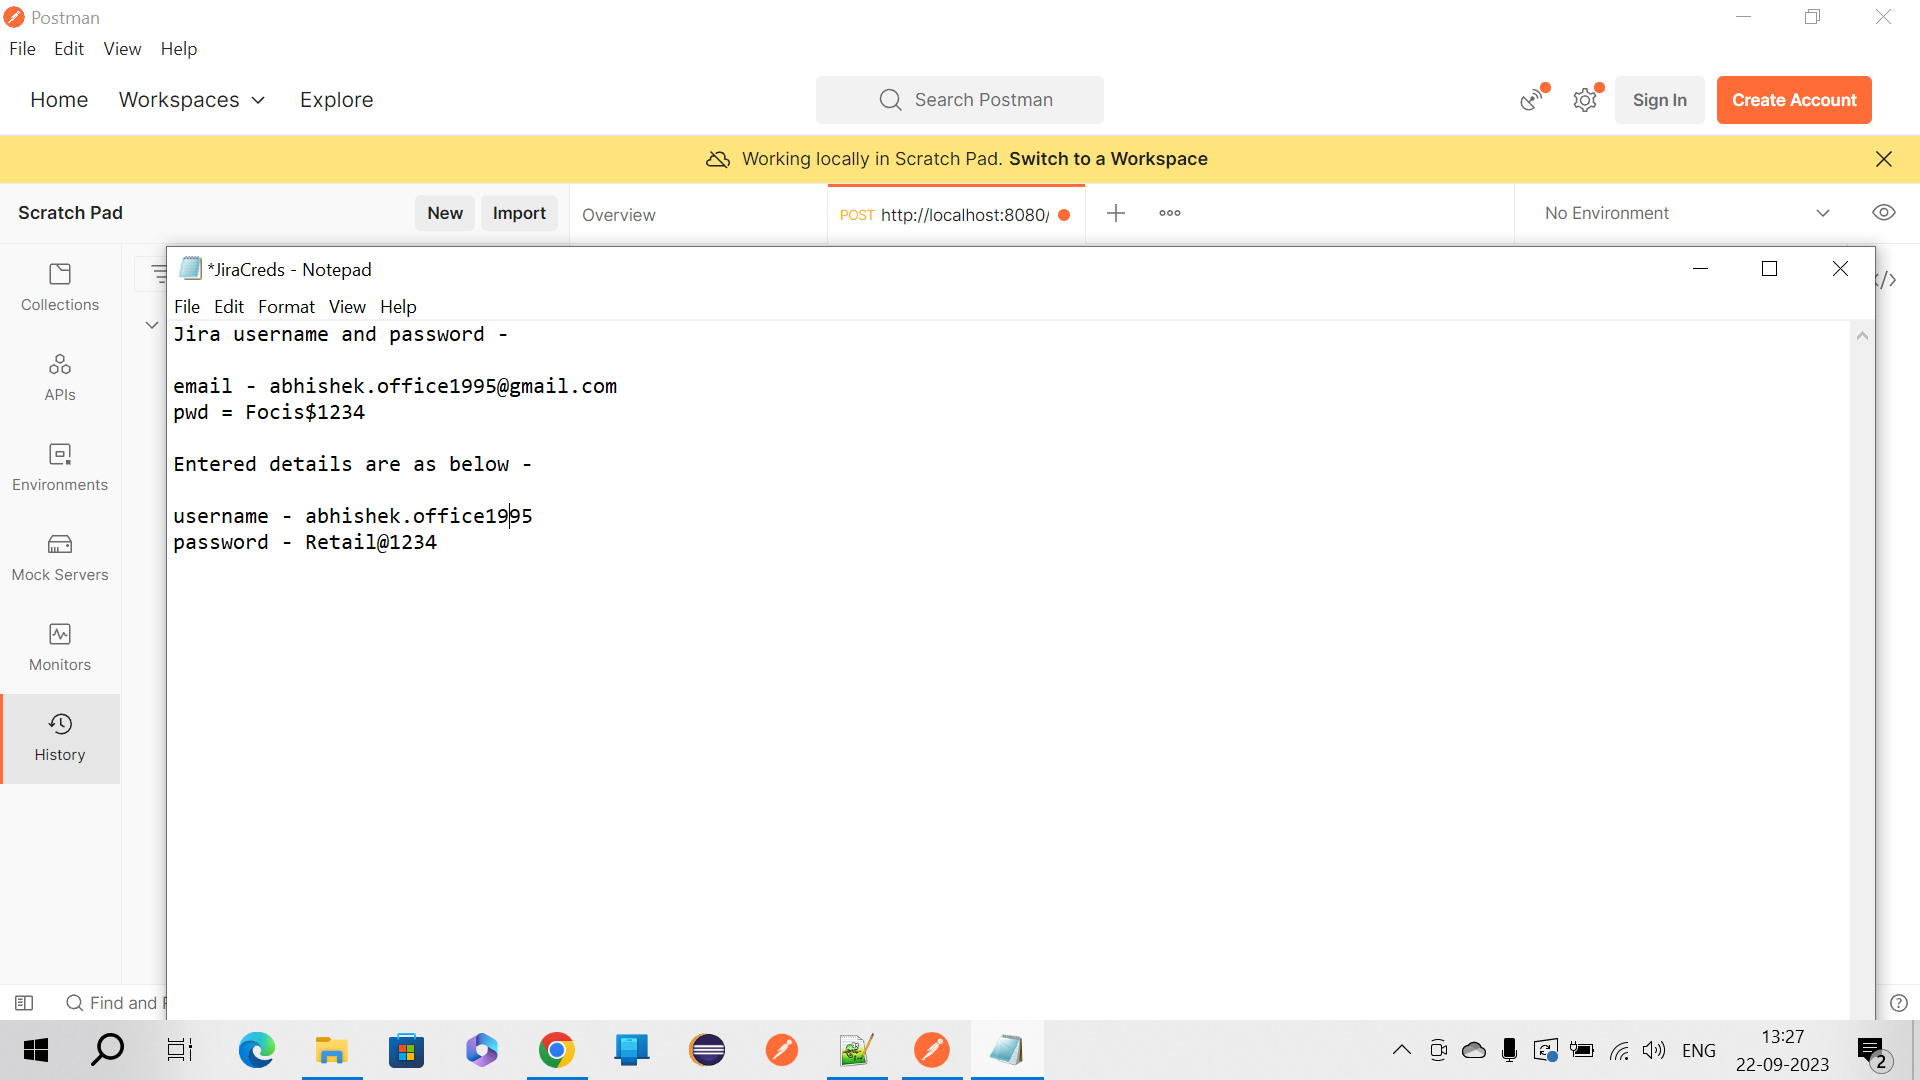 Postman
File Edit View Help
Home Workspaces Explore
Search Postman
Sign In
Create Account
Working locally in Scratch Pad. Switch to a Workspace
Scratch Pad
New
Import
Overview
POST http://localhost:8080/
No Environment
Collections
APIs
Environments
Mock Servers
Monitors
History
*JiraCreds - Notepad
File Edit Format View Help
Jira username and password -
email - abhishek.office1995@gmail.com
pwd = Focis$1234
Entered details are as below -
username - abhishek.office1995
password - Retail@1234
Find and
ENG
13:27
22-09-2023
2